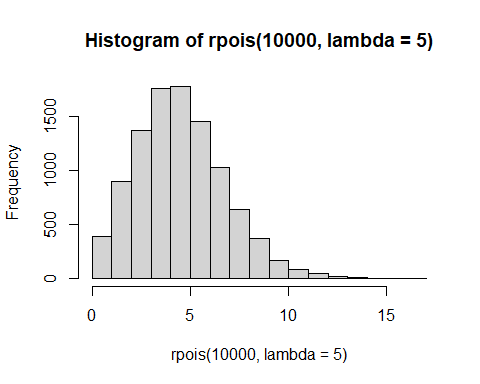 Histogram of rpois(10000, lambda = 5)
Frequency
1500
1000
500
0
0 5 10 15
rpois(10000, lambda = 5)